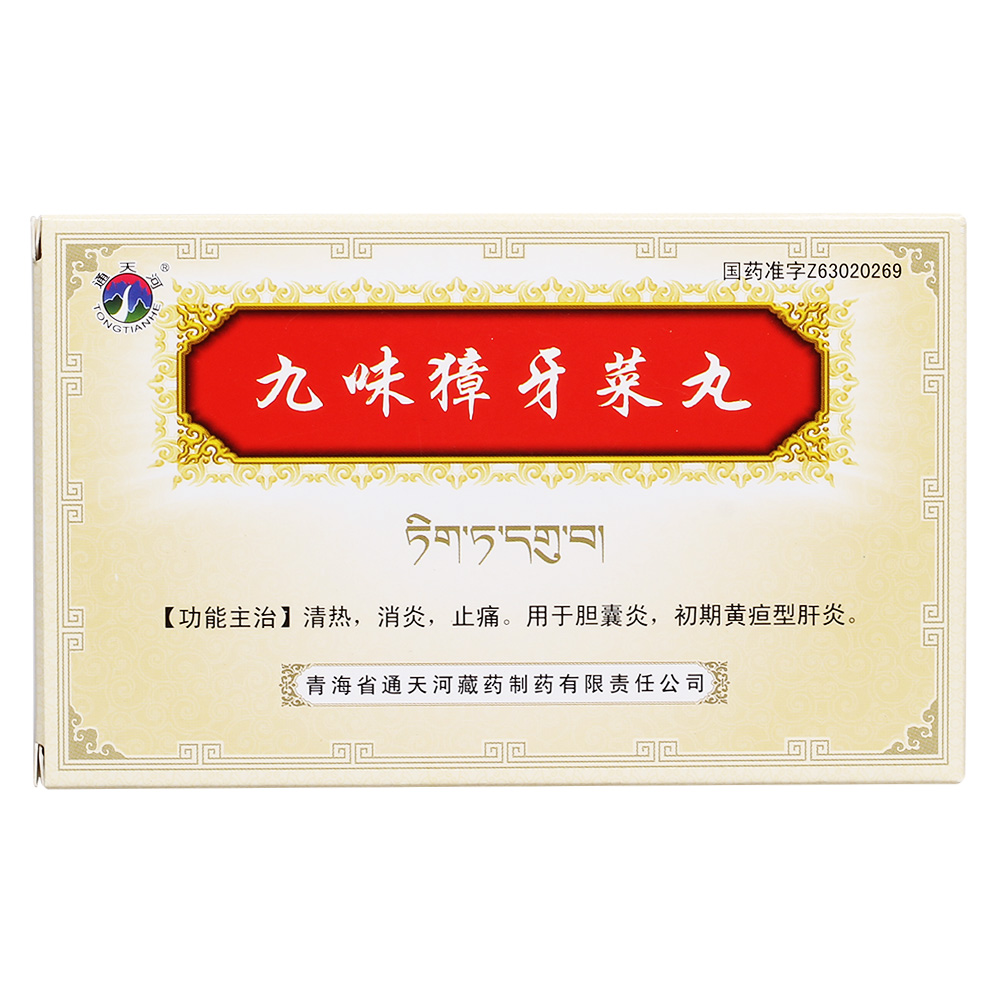 通天河®
TONGTIANHE
国药准字Z63020269
九味獐牙菜丸
ཏིག་ཏ་དགུ་བ།
【功能主治】清热，消炎，止痛。用于胆囊炎，初期黄疸型肝炎。
青海省通天河藏药制药有限责任公司